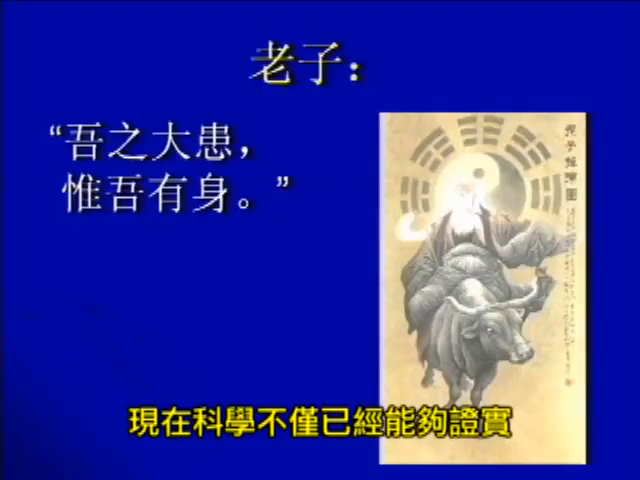 老子：
“吾之大患，
惟吾有身。”
現在科學不僅已經能夠證實